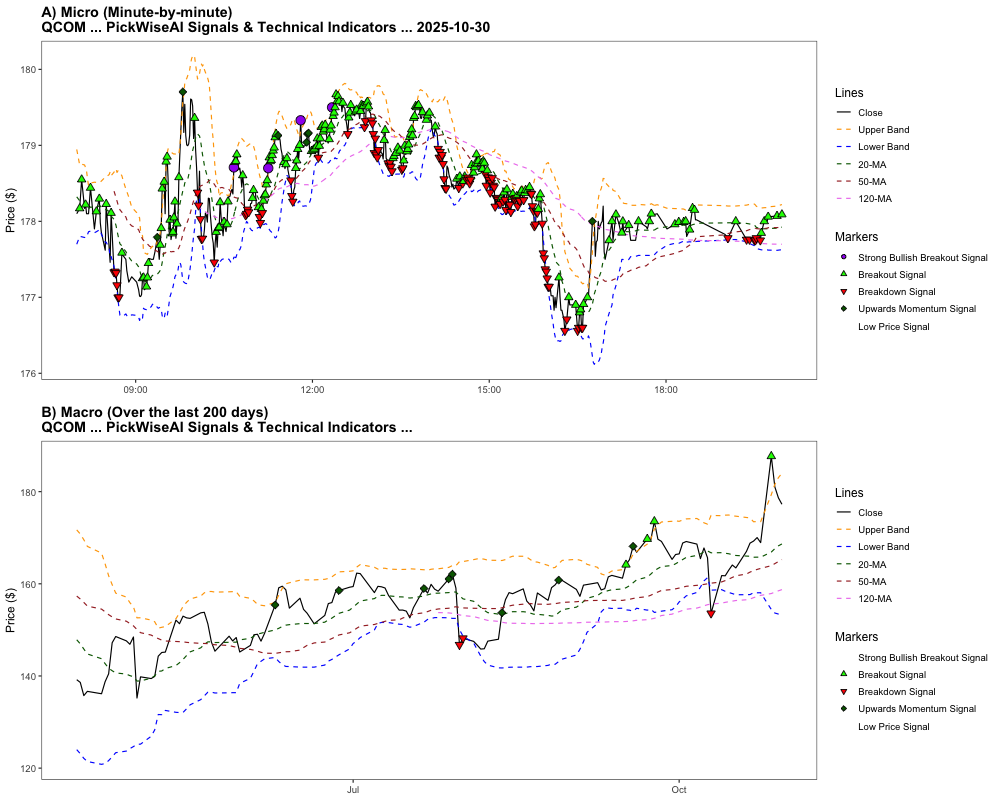 A) Micro (Minute-by-minute)
QCOM ... PickWiseAI Signals & Technical Indicators ... 2025-10-30
Price ($)
180
179
178
177
176
09:00
12:00
15:00
18:00
Lines
Close
Upper Band
Lower Band
20-MA
50-MA
120-MA
Markers
Strong Bullish Breakout Signal
Breakout Signal
Breakdown Signal
Upwards Momentum Signal
Low Price Signal
B) Macro (Over the last 200 days)
QCOM ... PickWiseAI Signals & Technical Indicators ...
Price ($)
180
160
140
120
Jul
Oct
Lines
Close
Upper Band
Lower Band
20-MA
50-MA
120-MA
Markers
Strong Bullish Breakout Signal
Breakout Signal
Breakdown Signal
Upwards Momentum Signal
Low Price Signal